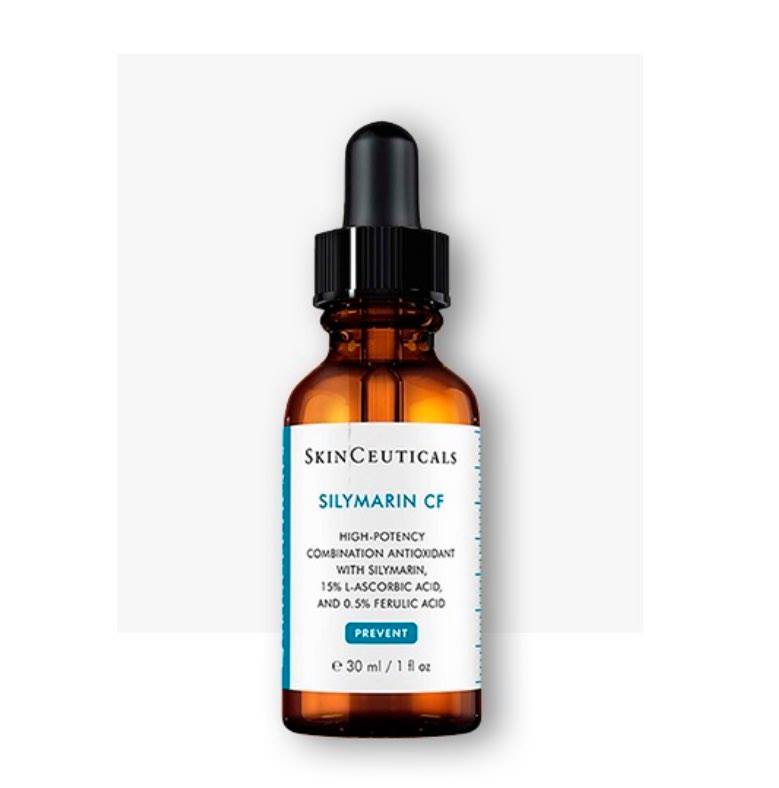 SKINCEUTICALS
SILYMARIN CF
HIGH-POTENCY
COMBINATION ANTIOXIDANT
WITH SILYMARIN,
15% L-ASCORBIC ACID,
AND 0.5% FERULIC ACID
PREVENT
℮ 30 ml / 1 fl oz